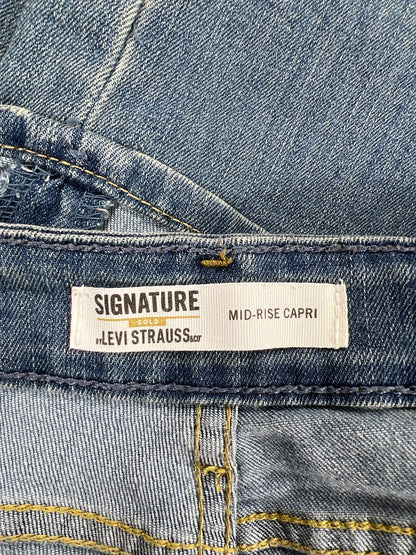 SIGNATURE
GOLD
BY LEVI STRAUSS & CO.
MID-RISE CAPRI